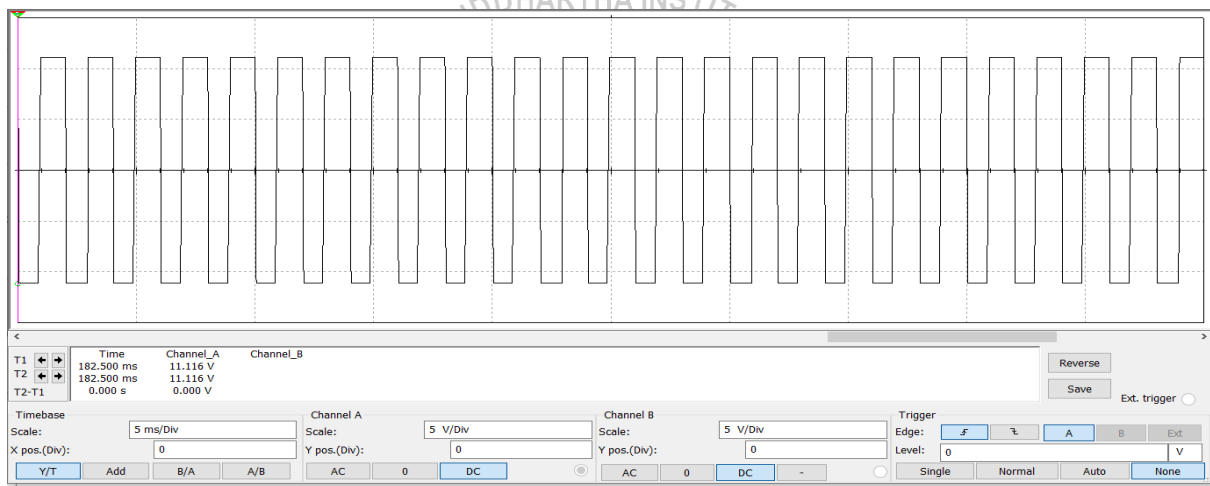 Time Channel_A Channel_B
T1 182.500 ms 11.116 V
T2 182.500 ms 11.116 V
T2-T1 0.000 s 0.000 V
Reverse
Save
Ext. trigger
Timebase
Scale: 5 ms/Div
X pos.(Div): 0
Y/T Add B/A A/B
Channel A
Scale: 5 V/Div
Y pos.(Div): 0
AC 0 DC
Channel B
Scale: 5 V/Div
Y pos.(Div): 0
AC 0 DC -
Trigger
Edge: A B Ext
Level: 0 V
Single Normal Auto None